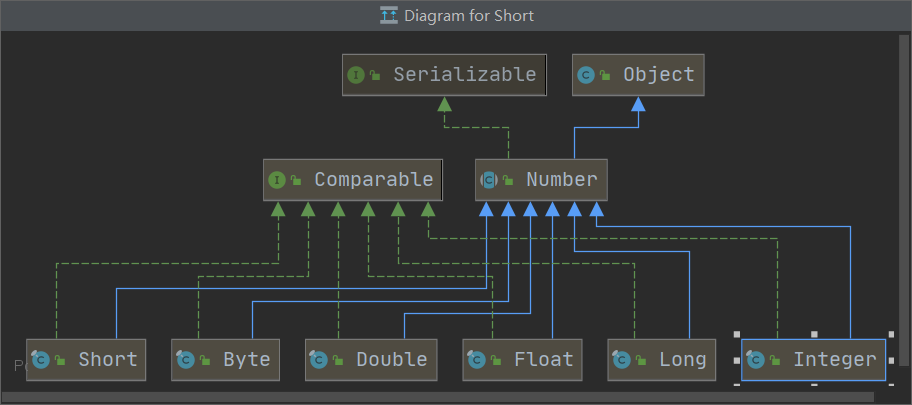 Diagram for Short
I Serializable
C Object
I Comparable
C Number
C Short
C Byte
C Double
C Float
C Long
C Integer